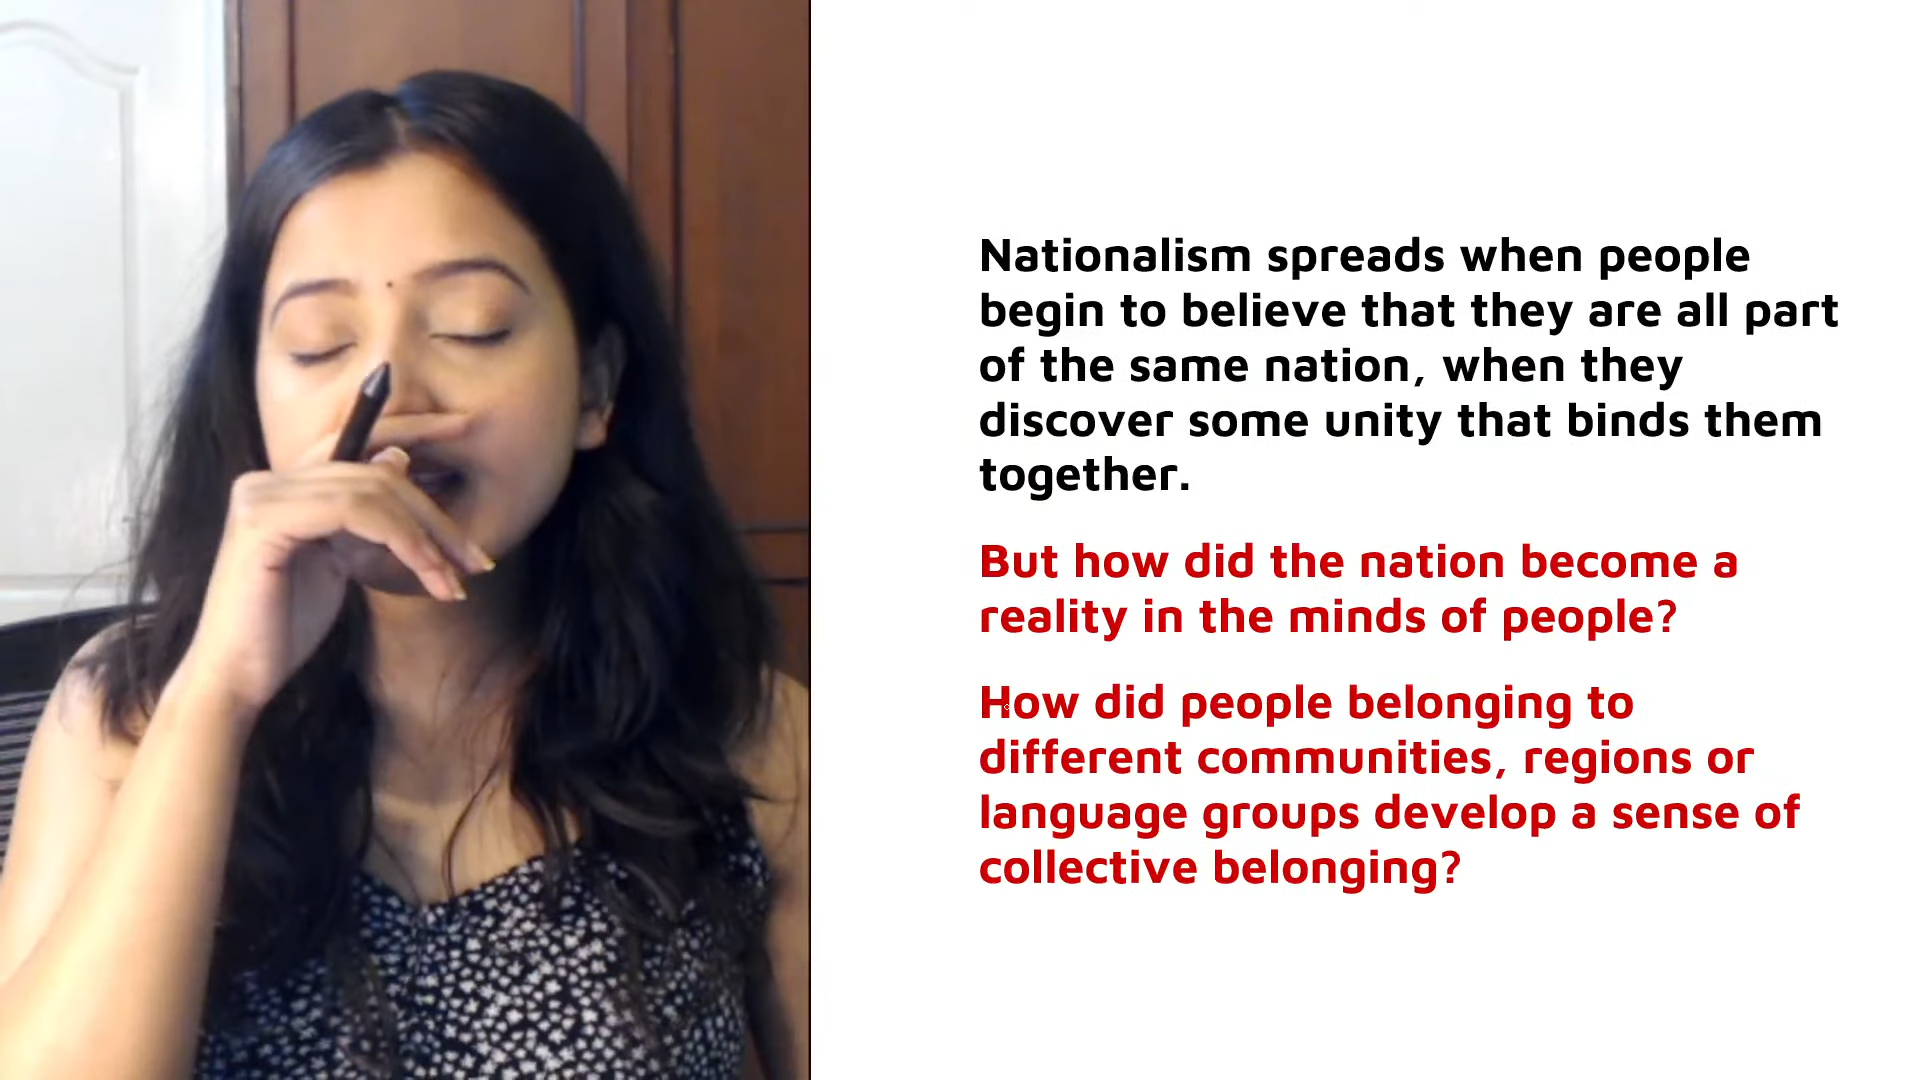 Nationalism spreads when people
begin to believe that they are all part
of the same nation, when they
discover some unity that binds them
together.
But how did the nation become a
reality in the minds of people?
How did people belonging to
different communities, regions or
language groups develop a sense of
collective belonging?